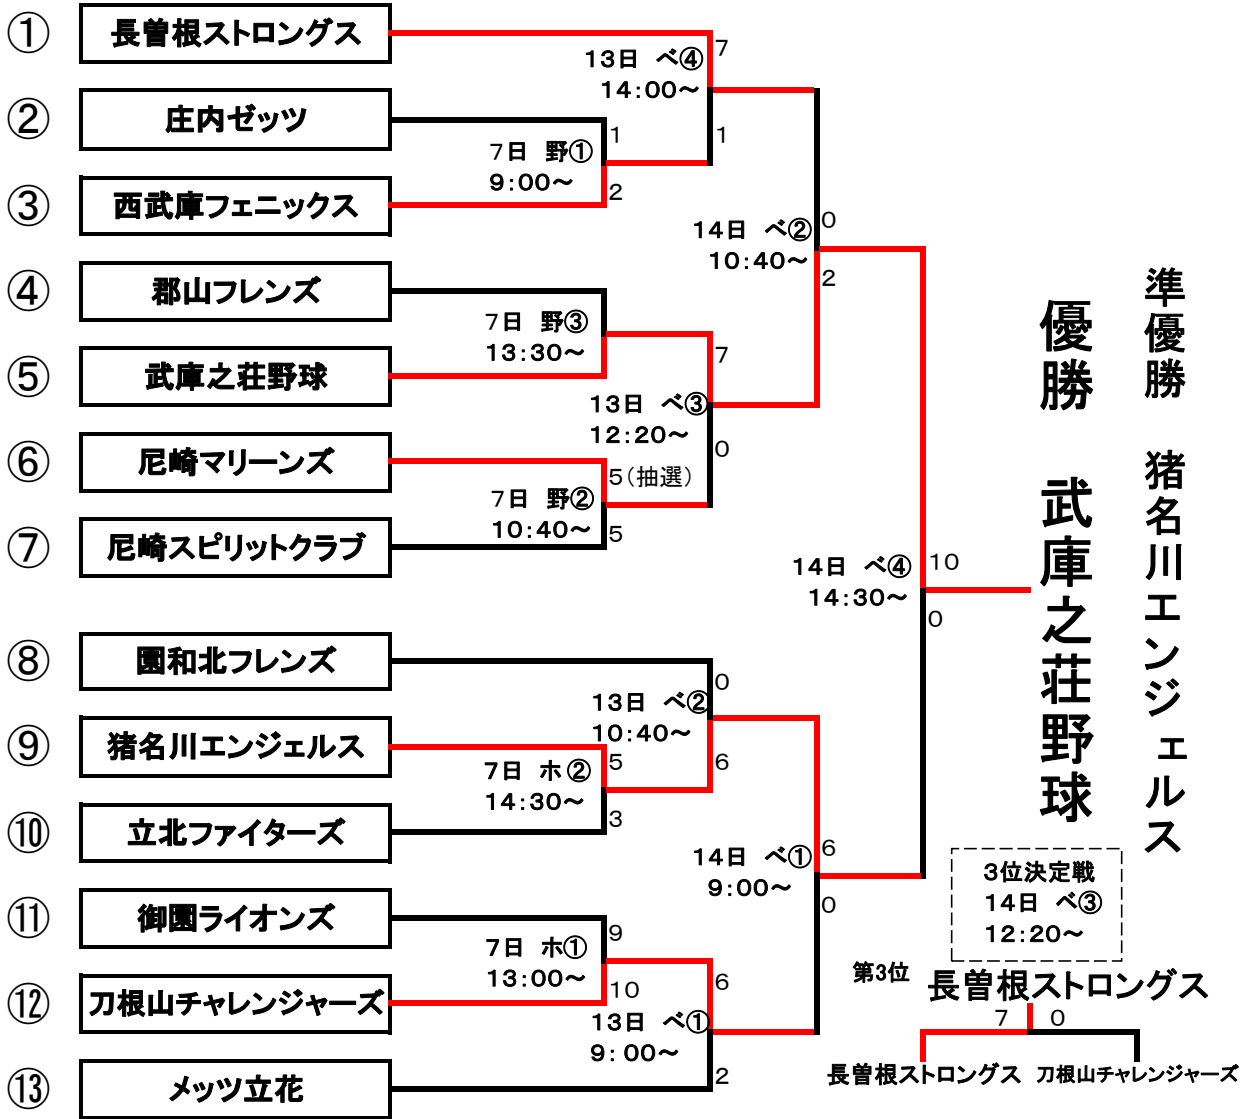 ① 長曽根ストロングス
13日 べ④
14:00~
7
1
② 庄内ゼッツ
7日 野①
9:00~
1
2
③ 西武庫フェニックス
14日 べ②
10:40~
0
2
④ 郡山フレンズ
7日 野③
13:30~
⑤ 武庫之荘野球
13日 べ③
12:20~
7
0
⑥ 尼崎マリーンズ
7日 野②
10:40~
5(抽選)
5
⑦ 尼崎スピリットクラブ
14日 べ④
14:30~
10
0
⑧ 園和北フレンズ
13日 べ②
10:40~
0
6
⑨ 猪名川エンジェルス
7日 ホ②
14:30~
5
3
⑩ 立北ファイターズ
14日 べ①
9:00~
6
0
⑪ 御園ライオンズ
7日 ホ①
13:00~
9
10
⑫ 刀根山チャレンジャーズ
13日 べ①
9:00~
6
2
⑬ メッツ立花
準優勝 猪名川エンジェルス
優勝 武庫之荘野球
3位決定戦
14日 べ③
12:20~
第3位 長曽根ストロングス
7 0
長曽根ストロングス 刀根山チャレンジャーズ